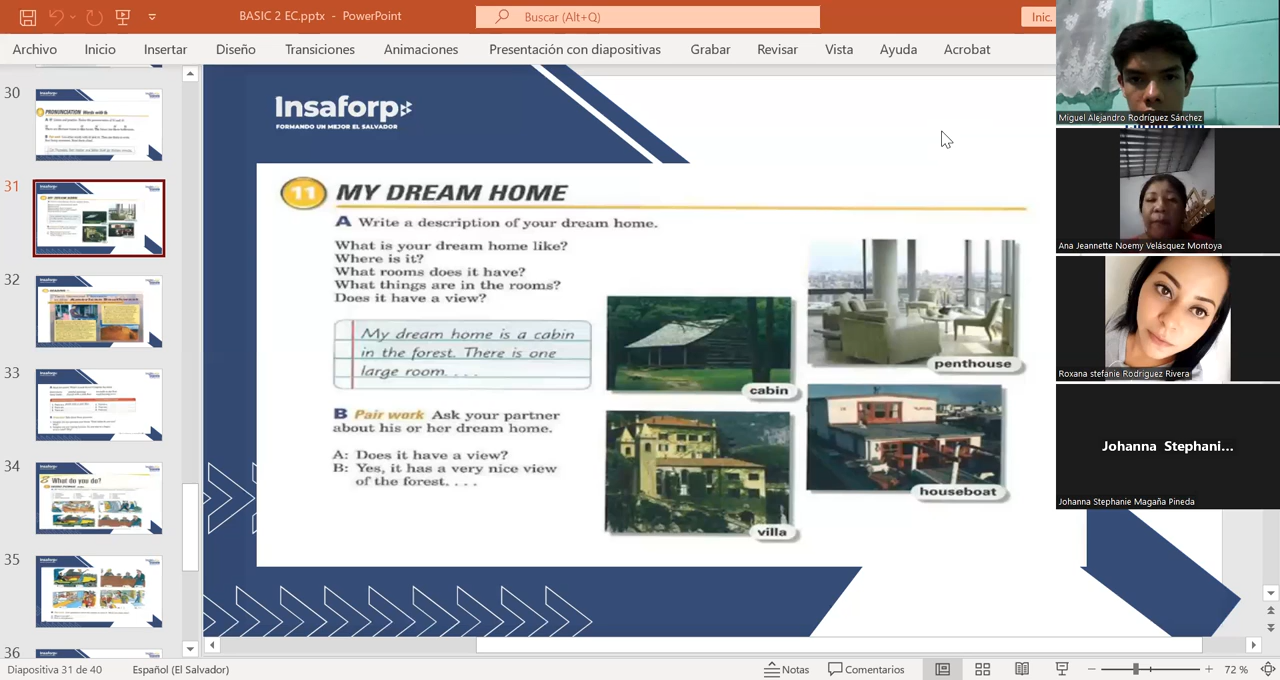 BASIC 2 EC.pptx - PowerPoint
Buscar (Alt+Q)
Inic.
Archivo Inicio Insertar Diseño Transiciones Animaciones Presentación con diapositivas Grabar Revisar Vista Ayuda Acrobat
30
31
32
33
34
What do you do?
35
36
Insaforp
FORMANDO UN MEJOR EL SALVADOR
11 MY DREAM HOME
A Write a description of your dream home.
What is your dream home like?
Where is it?
What rooms does it have?
What things are in the rooms?
Does it have a view?
My dream home is a cabin
in the forest. There is one
large room. . . .
B Pair work Ask your partner
about his or her dream home.
A: Does it have a view?
B: Yes, it has a very nice view
of the forest. . . .
cabin
penthouse
villa
houseboat
Miguel Alejandro Rodríguez Sánchez
Ana Jeannette Noemy Velásquez Montoya
Roxana stefanie Rodriguez Rivera
Johanna Stephani...
Johanna Stephanie Magaña Pineda
Diapositiva 31 de 40 Español (El Salvador) Notas Comentarios 72 %